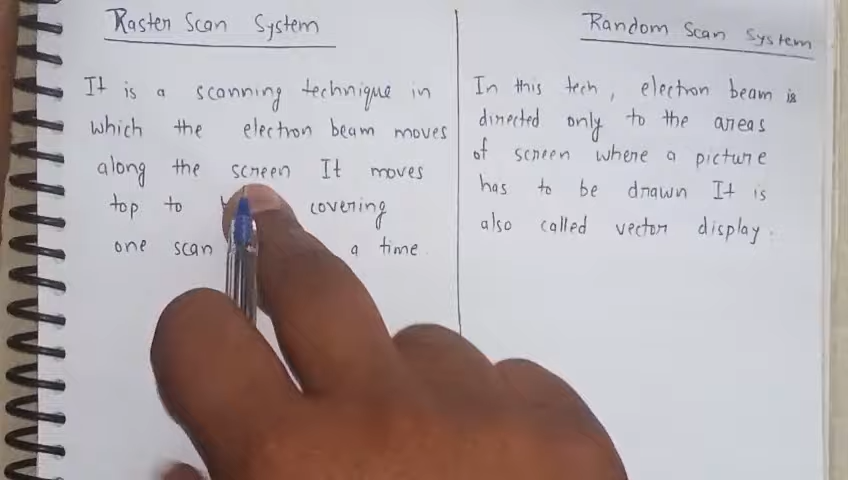 Raster Scan System
It is a scanning technique in
which the electron beam moves
along the screen It moves
top to covering
one scan a time.
Random Scan System
In this tech, electron beam is
directed only to the areas
of screen where a picture
has to be drawn It is
also called vector display.